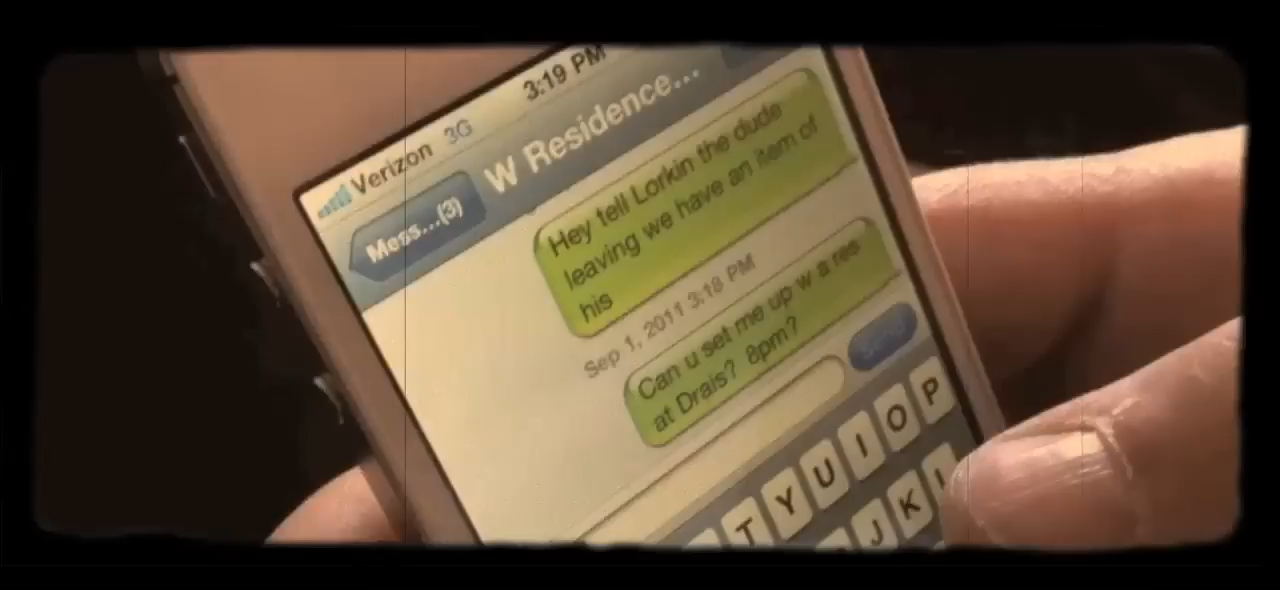 3:19 PM
Verizon 3G
Mess...(3)
W Residence...
Hey tell Lorkin the dude
leaving we have an item of
his
Sep 1, 2011 3:18 PM
Can u set me up w a res
at Drais? 8pm?
Send
T Y U I O P
J K L